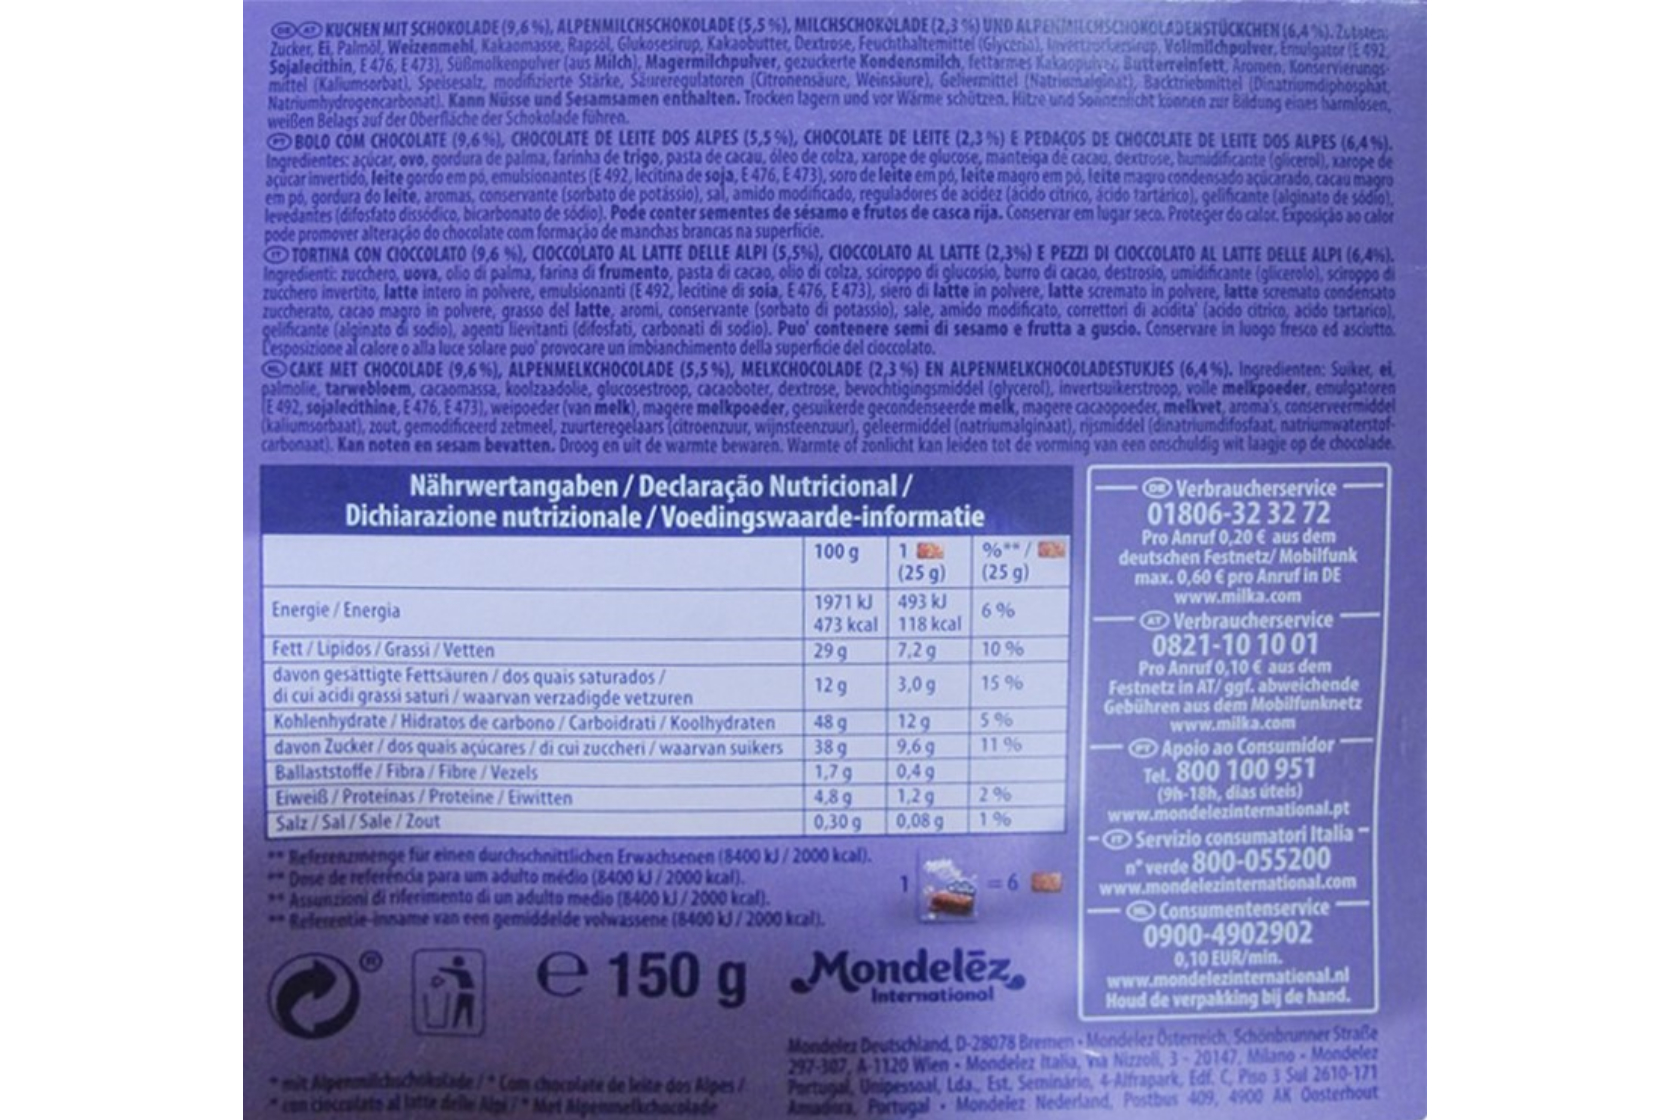 DE AT KUCHEN MIT SCHOKOLADE (9,6 %), ALPENMILCHSCHOKOLADE (5,5 %), MILCHSCHOKOLADE (2,3 %) UND ALPENMILCHSCHOKOLADENSTÜCKCHEN (6,4 %). Zutaten:
Zucker, Ei, Palmöl, Weizenmehl, Kakaomasse, Rapsöl, Glukosesirup, Kakaobutter, Dextrose, Feuchthaltemittel (Glycerin), Invertzuckersirup, Vollmilchpulver, Emulgator (E 492,
Sojalecithin, E 476, E 473), Süßmolkenpulver (aus Milch), Magermilchpulver, gezuckerte Kondensmilch, fettarmes Kakaopulver, Butterreinfett, Aromen, Konservierungs-
mittel (Kaliumsorbat), Speisesalz, modifizierte Stärke, Säureregulatoren (Citronensäure, Weinsäure), Geliermittel (Natriumalginat), Backtriebmittel (Dinatriumdiphosphat,
Natriumhydrogencarbonat). Kann Nüsse und Sesamsamen enthalten. Trocken lagern und vor Wärme schützen. Hitze und Sonnenlicht können zur Bildung eines harmlosen,
weißen Belags auf der Oberfläche der Schokolade führen.
PT BOLO COM CHOCOLATE (9,6 %), CHOCOLATE DE LEITE DOS ALPES (5,5 %), CHOCOLATE DE LEITE (2,3 %) E PEDAÇOS DE CHOCOLATE DE LEITE DOS ALPES (6,4 %).
Ingredientes: açúcar, ovo, gordura de palma, farinha de trigo, pasta de cacau, óleo de colza, xarope de glucose, manteiga de cacau, dextrose, humidificante (glicerol), xarope de
açúcar invertido, leite gordo em pó, emulsionantes (E 492, lecitina de soja, E 476, E 473), soro de leite em pó, leite magro em pó, leite magro condensado açucarado, cacau magro
em pó, gordura do leite, aromas, conservante (sorbato de potássio), sal, amido modificado, reguladores de acidez (ácido cítrico, ácido tartárico), gelificante (alginato de sódio),
levedantes (difosfato dissódico, bicarbonato de sódio). Pode conter sementes de sésamo e frutos de casca rija. Conservar em lugar seco. Proteger do calor. Exposição ao calor
pode promover alteração do chocolate com formação de manchas brancas na superfície.
IT TORTINA CON CIOCCOLATO (9,6 %), CIOCCOLATO AL LATTE DELLE ALPI (5,5%), CIOCCOLATO AL LATTE (2,3%) E PEZZI DI CIOCCOLATO AL LATTE DELLE ALPI (6,4%).
Ingredienti: zucchero, uova, olio di palma, farina di frumento, pasta di cacao, olio di colza, sciroppo di glucosio, burro di cacao, destrosio, umidificante (glicerolo), sciroppo di
zucchero invertito, latte intero in polvere, emulsionanti (E 492, lecitine di soia, E 476, E 473), siero di latte in polvere, latte scremato in polvere, latte scremato condensato
zuccherato, cacao magro in polvere, grasso del latte, aromi, conservante (sorbato di potassio), sale, amido modificato, correttori di acidita' (acido citrico, acido tartarico),
gelificante (alginato di sodio), agenti lievitanti (difosfati, carbonati di sodio). Puo' contenere semi di sesamo e frutta a guscio. Conservare in luogo fresco ed asciutto.
L'esposizione al calore o alla luce solare puo' provocare un imbianchimento della superficie del cioccolato.
NL CAKE MET CHOCOLADE (9,6 %), ALPENMELKCHOCOLADE (5,5 %), MELKCHOCOLADE (2,3 %) EN ALPENMELKCHOCOLADESTUKJES (6,4 %). Ingredienten: Suiker, ei,
palmolie, tarwebloem, cacaomassa, koolzaadolie, glucosestroop, cacaoboter, dextrose, bevochtigingsmiddel (glycerol), invertsuikerstroop, volle melkpoeder, emulgatoren
(E 492, sojalecithine, E 476, E 473), weipoeder (van melk), magere melkpoeder, gesuikerde gecondenseerde melk, magere cacaopoeder, melkvet, aroma's, conserveermiddel
(kaliumsorbaat), zout, gemodificeerd zetmeel, zuurteregelaars (citroenzuur, wijnsteenzuur), geleermiddel (natriumalginaat), rijsmiddel (dinatriumdifosfaat, natriumwaterstof-
carbonaat). Kan noten en sesam bevatten. Droog en uit de warmte bewaren. Warmte of zonlicht kan leiden tot de vorming van een onschuldig wit laagje op de chocolade.
Nährwertangaben / Declaração Nutricional /
Dichiarazione nutrizionale / Voedingswaarde-informatie
100 g 1 (25 g) %** / (25 g)
Energie / Energia 1971 kJ 473 kcal 493 kJ 118 kcal 6 %
Fett / Lípidos / Grassi / Vetten 29 g 7,2 g 10 %
davon gesättigte Fettsäuren / dos quais saturados /
di cui acidi grassi saturi / waarvan verzadigde vetzuren 12 g 3,0 g 15 %
Kohlenhydrate / Hidratos de carbono / Carboidrati / Koolhydraten 48 g 12 g 5 %
davon Zucker / dos quais açúcares / di cui zuccheri / waarvan suikers 38 g 9,6 g 11 %
Ballaststoffe / Fibra / Fibre / Vezels 1,7 g 0,4 g
Eiweiß / Proteínas / Proteine / Eiwitten 4,8 g 1,2 g 2 %
Salz / Sal / Sale / Zout 0,30 g 0,08 g 1 %
** Referenzmenge für einen durchschnittlichen Erwachsenen (8400 kJ / 2000 kcal).
** Dose de referência para um adulto médio (8400 kJ / 2000 kcal).
** Assunzioni di riferimento di un adulto medio (8400 kJ / 2000 kcal).
** Referentie-inname van een gemiddelde volwassene (8400 kJ / 2000 kcal).
1 = 6
℮ 150 g
Mondelēz
International
DE Verbraucherservice
01806-32 32 72
Pro Anruf 0,20 € aus dem
deutschen Festnetz/ Mobilfunk
max. 0,60 € pro Anruf in DE
www.milka.com
AT Verbraucherservice
0821-10 10 01
Pro Anruf 0,10 € aus dem
Festnetz in AT/ ggf. abweichende
Gebühren aus dem Mobilfunknetz
www.milka.com
PT Apoio ao Consumidor
Tel. 800 100 951
(9h-18h, dias úteis)
www.mondelezinternational.pt
IT Servizio consumatori Italia
n° verde 800-055200
www.mondelezinternational.com
NL Consumentenservice
0900-4902902
0,10 EUR/min.
www.mondelezinternational.nl
Houd de verpakking bij de hand.
Mondelez Deutschland, D-28078 Bremen • Mondelez Österreich, Schönbrunner Straße
297-307, A-1120 Wien • Mondelez Italia, Via Nizzoli, 3 - 20147, Milano • Mondelez
Portugal, Unipessoal, Lda., Est. Seminário, 4-Alfrapark, Edf. C, Piso 3 Sul 2610-171
Amadora, Portugal • Mondelez Nederland, Postbus 409, 4900 AK Oosterhout
* mit Alpenmilchschokolade / * Com chocolate de leite dos Alpes /
* con cioccolato al latte delle Alpi / * Met Alpenmelkchocolade